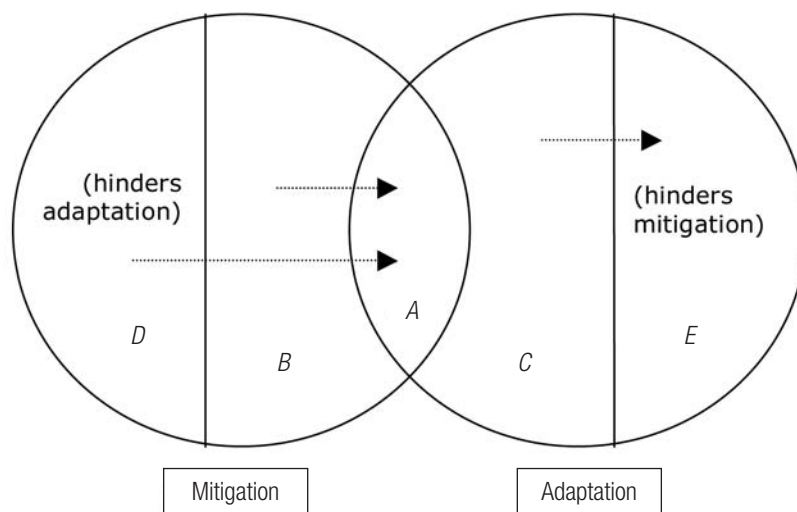 (hinders
adaptation)
(hinders
mitigation)
A
D
B
C
E
Mitigation
Adaptation